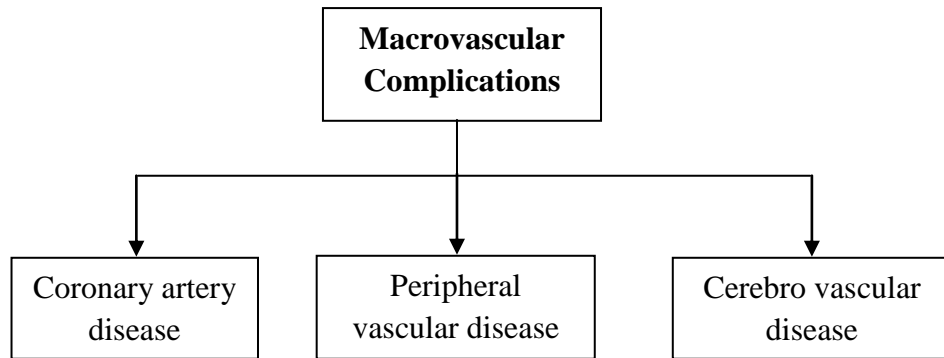 Macrovascular
Complications
Coronary artery
disease
Peripheral
vascular disease
Cerebro vascular
disease